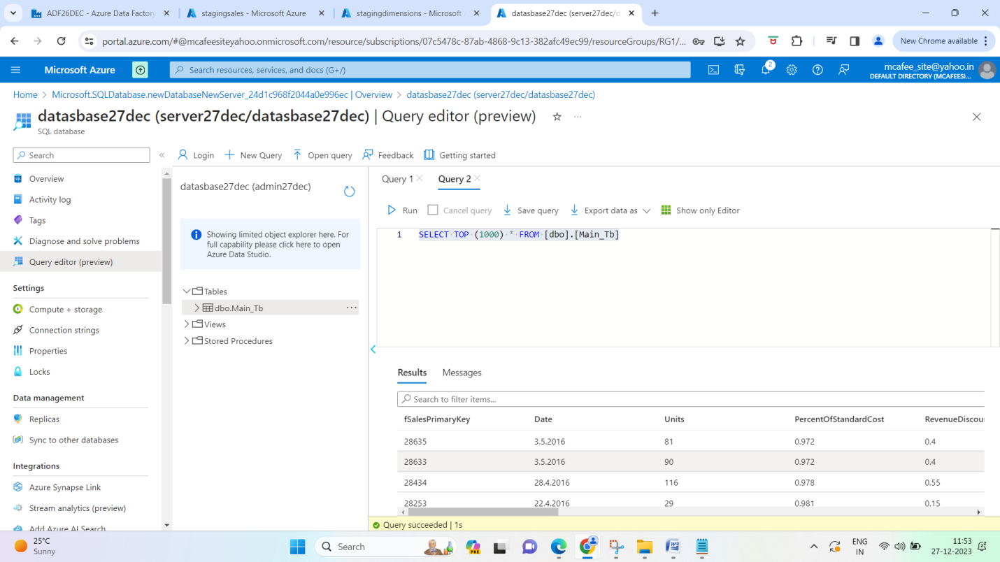 ADF26DEC - Azure Data Factory
stagingsales - Microsoft Azure
stagingdimensions - Microsoft
datasbase27dec (server27dec/d
portal.azure.com/#@mcafeesiteyahoo.onmicrosoft.com/resource/subscriptions/07c5478c-87ab-4868-9c13-382afc49ec99/resourceGroups/RG1/...
New Chrome available
Microsoft Azure
Search resources, services, and docs (G+/)
2
mcafee_site@yahoo.in
DEFAULT DIRECTORY (MCAFEESI...
Home > Microsoft.SQLDatabase.newDatabaseNewServer_24d1c968f2044a0e996ec | Overview > datasbase27dec (server27dec/datasbase27dec)
datasbase27dec (server27dec/datasbase27dec) | Query editor (preview)
SQL database
Search
Login
New Query
Open query
Feedback
Getting started
Overview
Activity log
Tags
Diagnose and solve problems
Query editor (preview)
Settings
Compute + storage
Connection strings
Properties
Locks
Data management
Replicas
Sync to other databases
Integrations
Azure Synapse Link
Stream analytics (preview)
Add Azure AI Search
datasbase27dec (admin27dec)
Showing limited object explorer here. For
full capability please click here to open
Azure Data Studio.
Tables
dbo.Main_Tb
Views
Stored Procedures
Query 1
Query 2
Run
Cancel query
Save query
Export data as
Show only Editor
1 SELECT TOP (1000) * FROM [dbo].[Main_Tb]
Results
Messages
Search to filter items...
fSalesPrimaryKey Date Units PercentOfStandardCost RevenueDiscou
28635 3.5.2016 81 0.972 0.4
28633 3.5.2016 90 0.972 0.4
28434 28.4.2016 116 0.978 0.55
28253 22.4.2016 29 0.981 0.15
Query succeeded | 1s
25°C
Sunny
Search
PRE
ENG
IN
11:53
27-12-2023